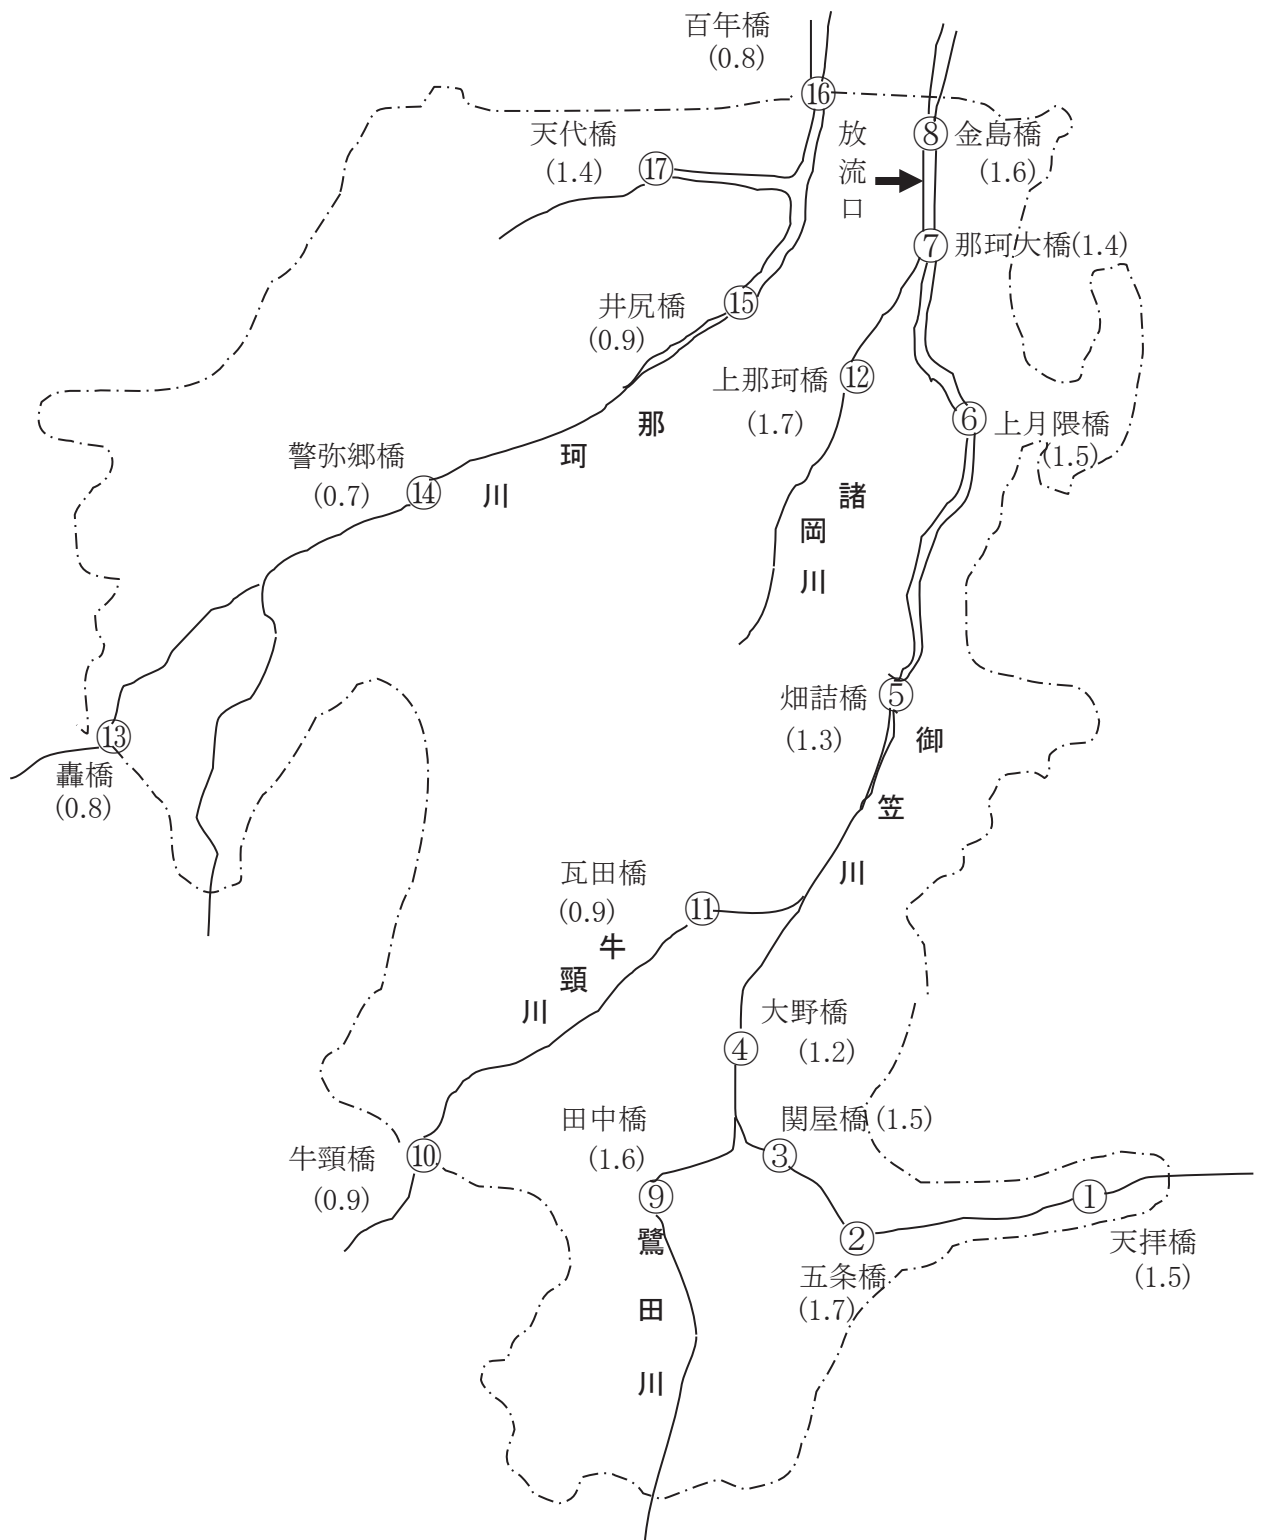 百年橋
(0.8)
⑯
天代橋
(1.4)
⑰
放流口
⑧
金島橋
(1.6)
⑦
那珂大橋(1.4)
井尻橋
(0.9)
⑮
上那珂橋
(1.7)
⑫
⑥
上月隈橋
(1.5)
警弥郷橋
(0.7)
⑭
那珂川
諸岡川
畑詰橋
(1.3)
⑤
⑬
轟橋
(0.8)
御笠川
瓦田橋
(0.9)
⑪
牛頸川
大野橋
(1.2)
④
田中橋
(1.6)
⑨
関屋橋(1.5)
③
牛頸橋
(0.9)
⑩
①
天拝橋
(1.5)
②
五条橋
(1.7)
鷺田川